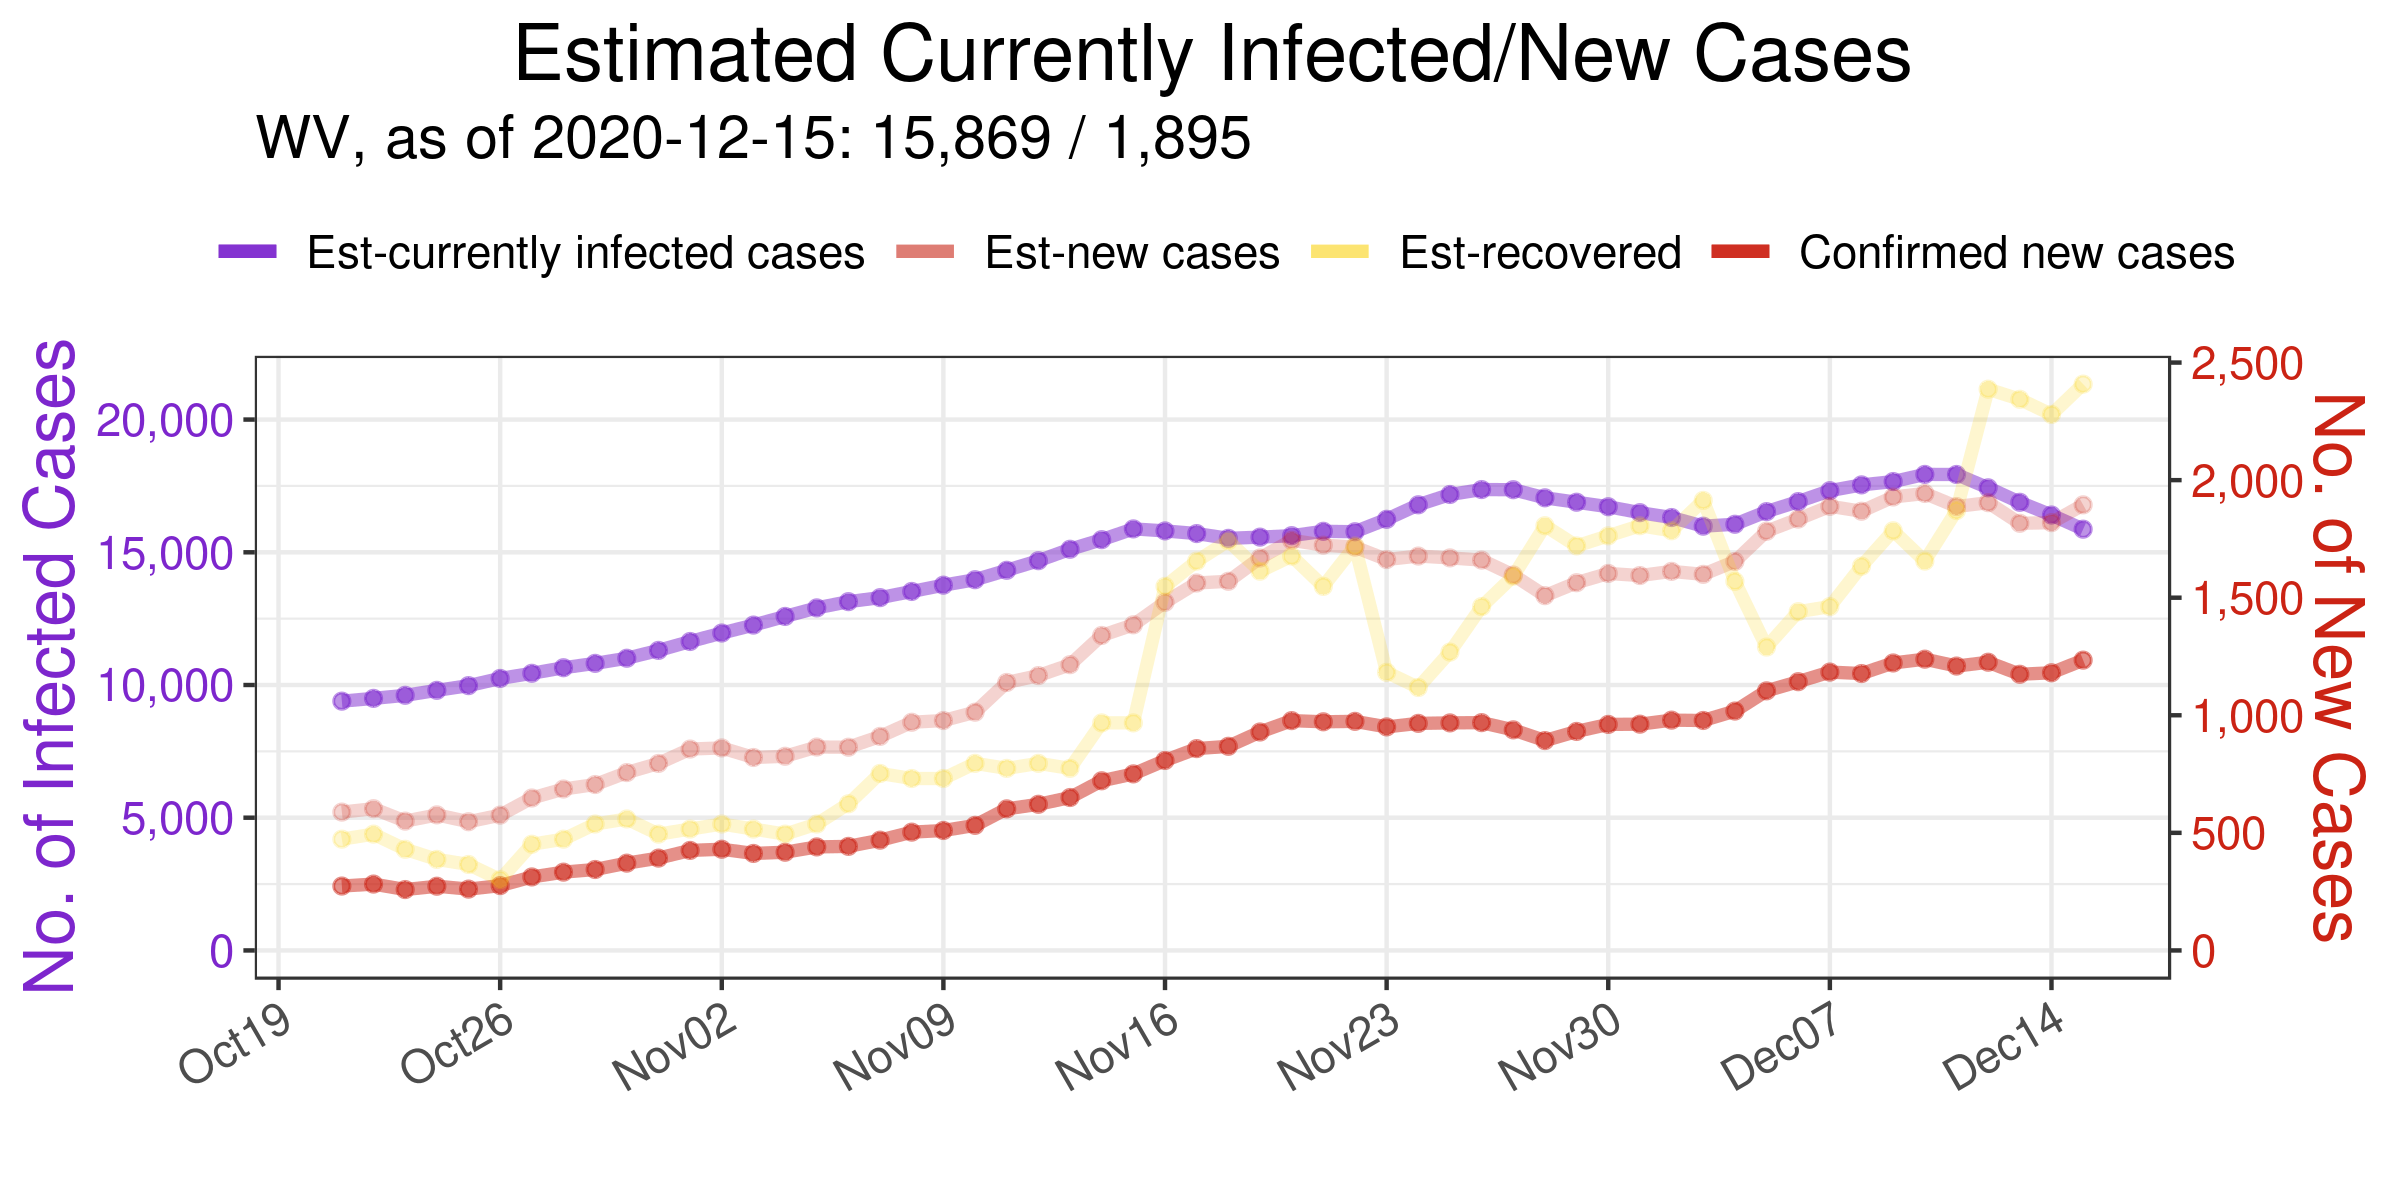 Estimated Currently Infected/New Cases
WV, as of 2020-12-15: 15,869 / 1,895
Est-currently infected cases Est-new cases Est-recovered Confirmed new cases
No. of Infected Cases
20,000
15,000
10,000
5,000
0
2,500
2,000
1,500
1,000
500
0
No. of New Cases
Oct19 Oct26 Nov02 Nov09 Nov16 Nov23 Nov30 Dec07 Dec14